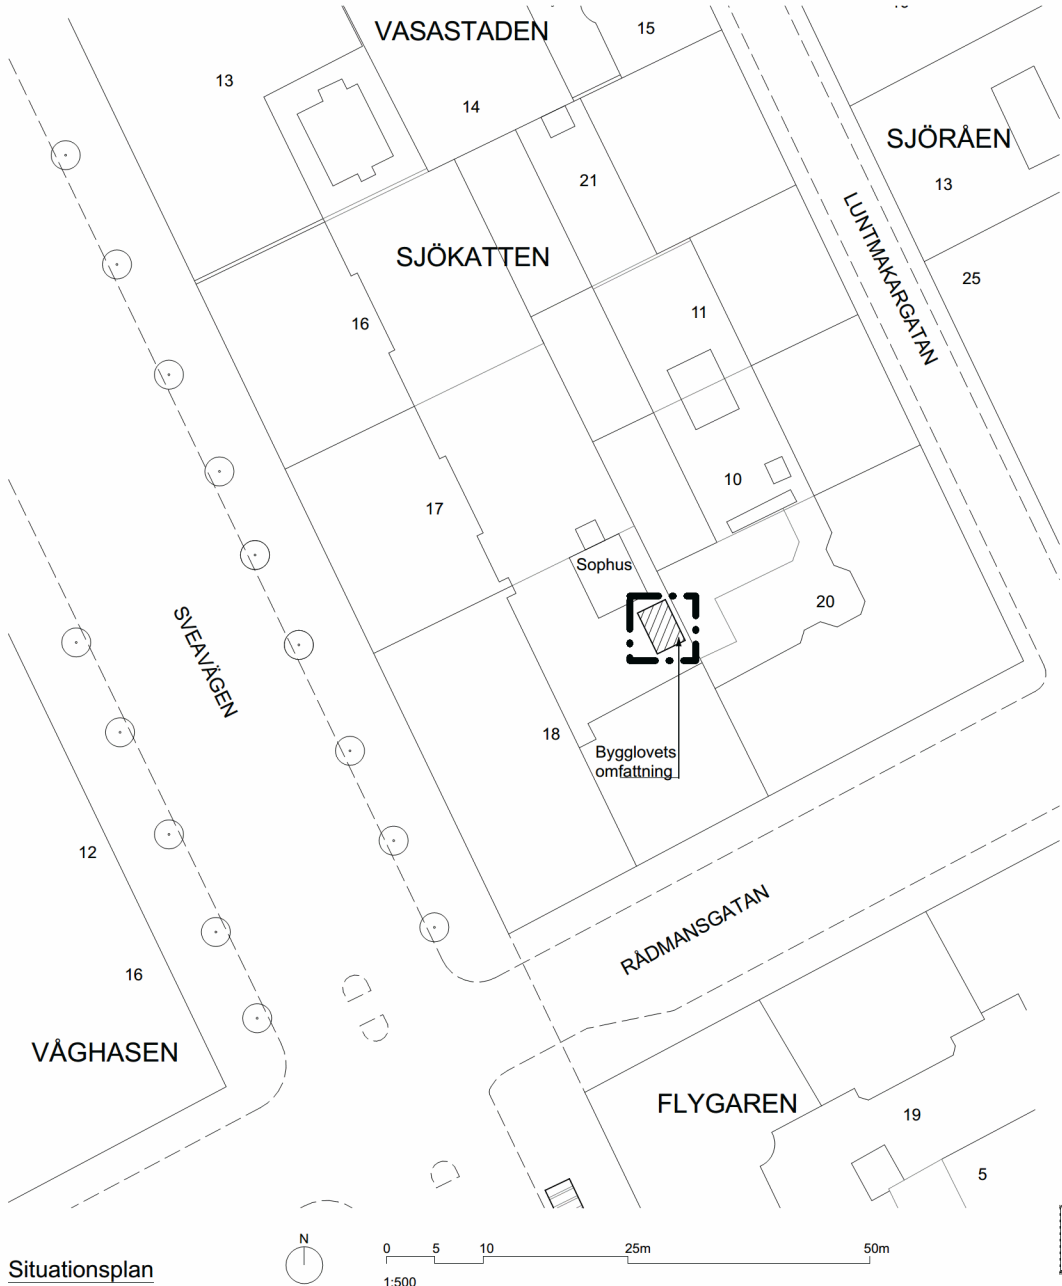 VASASTADEN
15
13
14
SJÖRÅEN
21
13
LUNTMAKARGATAN
SJÖKATTEN
25
16
11
10
17
Sophus
20
SVEAVÄGEN
18
Bygglovets
omfattning
12
RÅDMANSGATAN
16
VÅGHASEN
FLYGAREN
19
5
N
0 5 10 25m 50m
Situationsplan
1:500